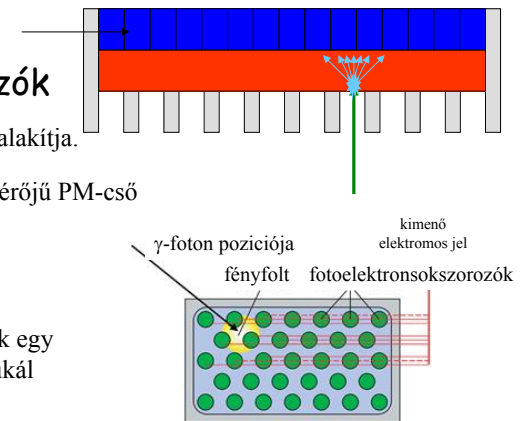 zók
alakítja.
érőjű PM-cső
kimenő
elektromos jel
γ-foton poziciója
fényfolt fotoelektronsokszorozók
k egy
kál